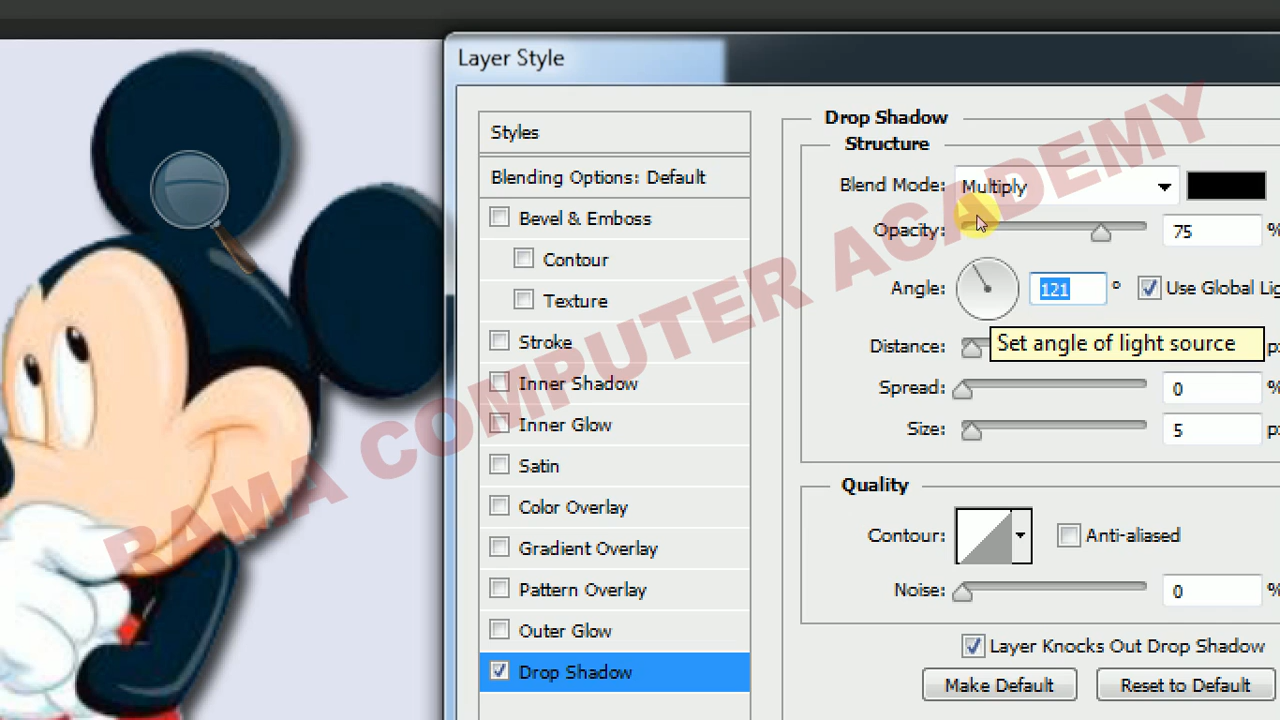 Layer Style
Styles
Blending Options: Default
Bevel & Emboss
Contour
Texture
Stroke
Inner Shadow
Inner Glow
Satin
Color Overlay
Gradient Overlay
Pattern Overlay
Outer Glow
Drop Shadow
Drop Shadow
Structure
Blend Mode: Multiply
Opacity: 75 %
Angle: 121 ° Use Global Lig
Set angle of light source
Distance: p
Spread: 0 %
Size: 5 p
Quality
Contour: Anti-aliased
Noise: 0 %
Layer Knocks Out Drop Shadow
Make Default Reset to Default
RAMA COMPUTER ACADEMY